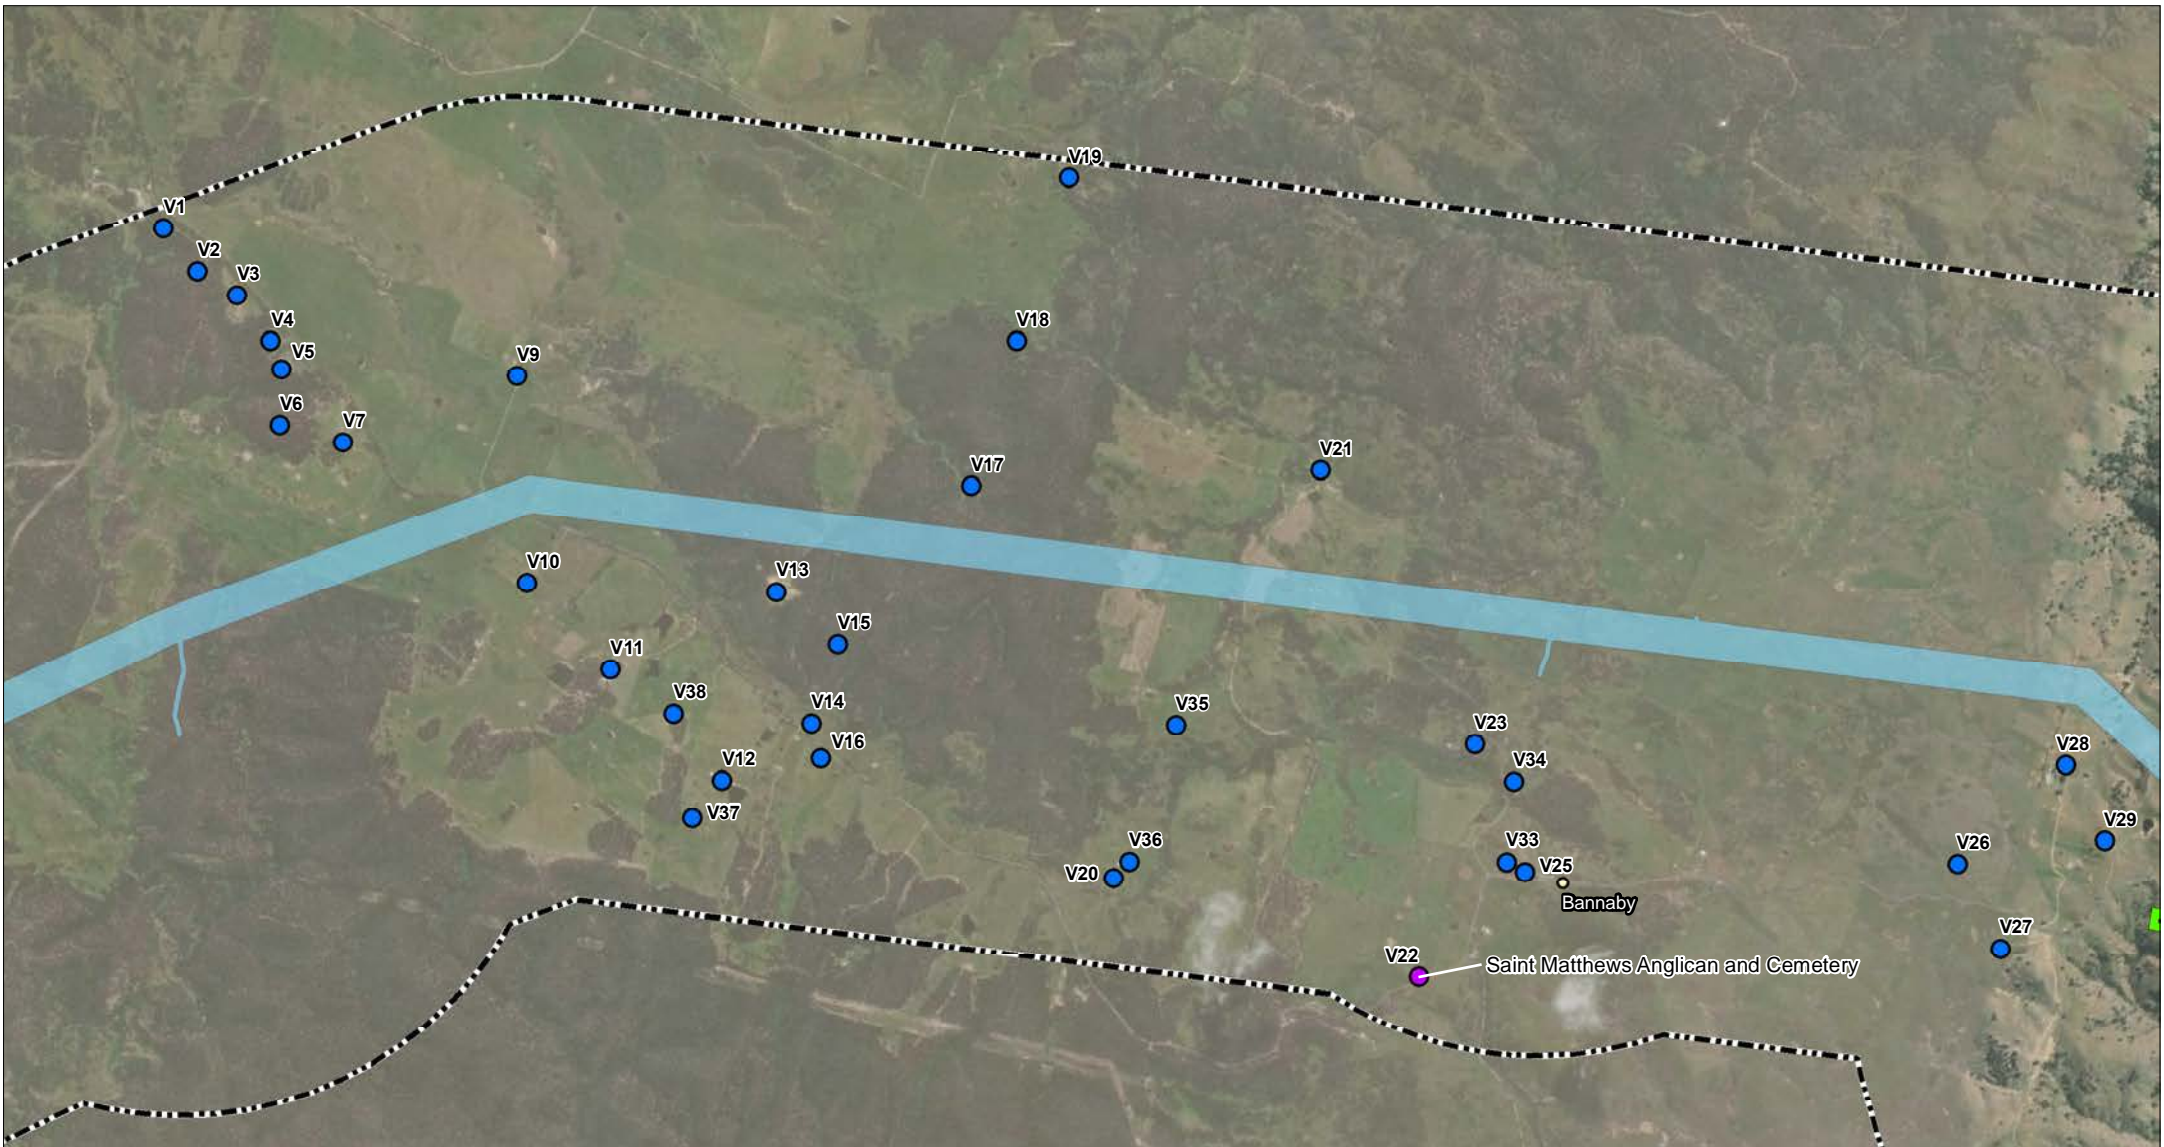 V19
V1
V2
V3
V4
V18
V5
V9
V6
V7
V21
V17
V10
V13
V15
V11
V38
V14
V35
V23
V16
V28
V12
V34
V37
V29
V36
V33
V26
V20
V25
Bannaby
V27
V22
Saint Matthews Anglican and Cemetery